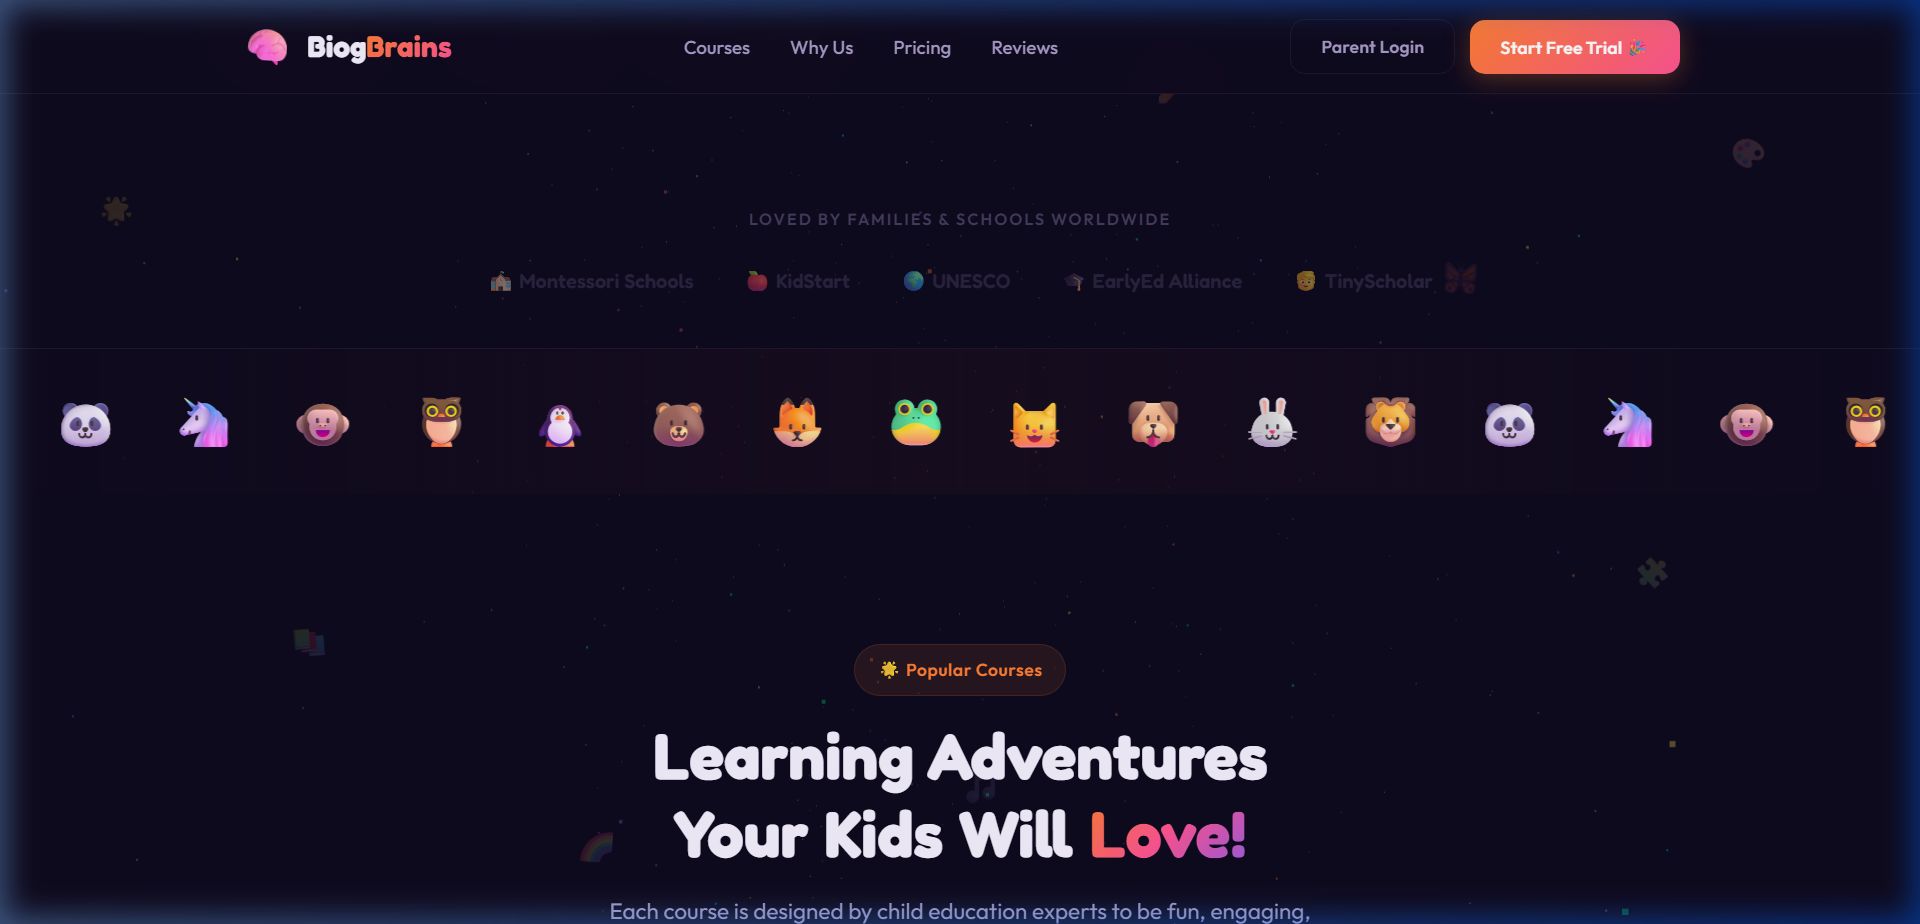 BiogBrains
Courses
Why Us
Pricing
Reviews
Parent Login
Start Free Trial
LOVED BY FAMILIES & SCHOOLS WORLDWIDE
Montessori Schools
KidStart
UNESCO
EarlyEd Alliance
TinyScholar
Popular Courses
Learning Adventures
Your Kids Will Love!
Each course is designed by child education experts to be fun, engaging,